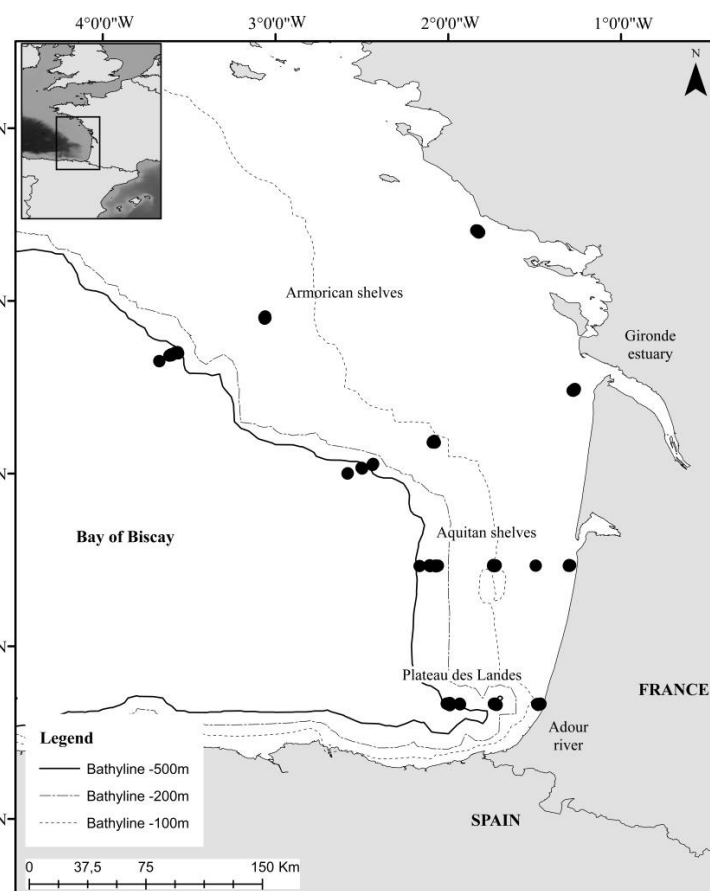 4°0'0"W 3°0'0"W 2°0'0"W 1°0'0"W
N
N
Armorican shelves
N
Gironde
estuary
N
Bay of Biscay
Aquitan shelves
N
Plateau des Landes
FRANCE
Legend
Adour
river
Bathyline -500m
Bathyline -200m
N
Bathyline -100m
SPAIN
0 37,5 75 150 Km